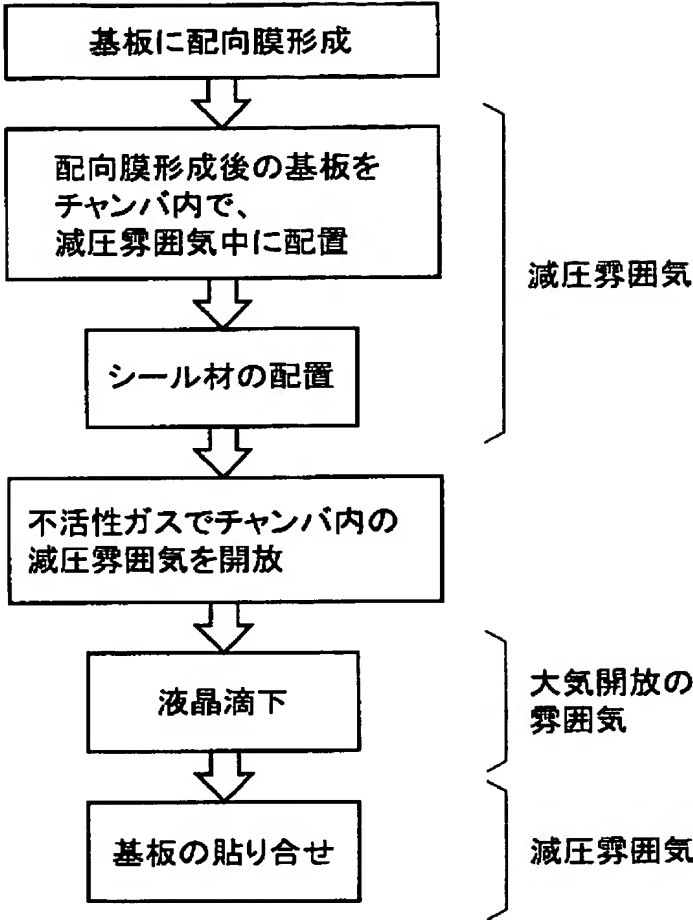 基板に配向膜形成
配向膜形成後の基板を
チャンバ内で、
減圧雰囲気中に配置
減圧雰囲気
シール材の配置
不活性ガスでチャンバ内の
減圧雰囲気を開放
液晶滴下
大気開放の
雰囲気
基板の貼り合せ
減圧雰囲気